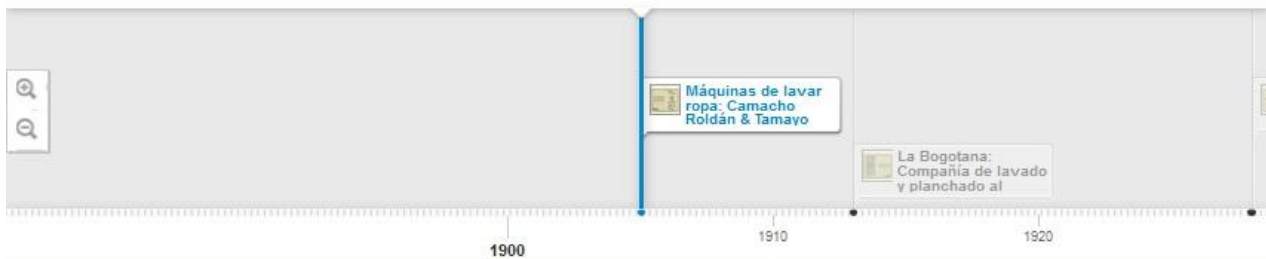 Máquinas de lavar
ropa: Camacho
Roldán & Tamayo
La Bogotana:
Compañía de lavado
y planchado al
1900
1910
1920